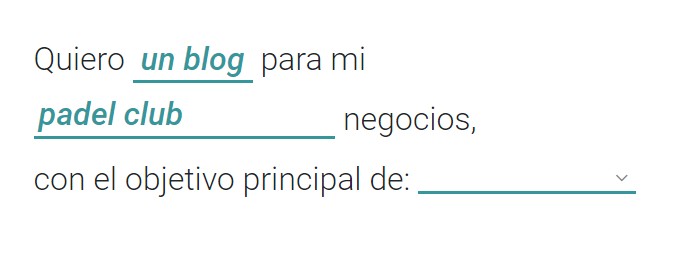 Quiero un blog para mi
padel club negocios,
con el objetivo principal de: